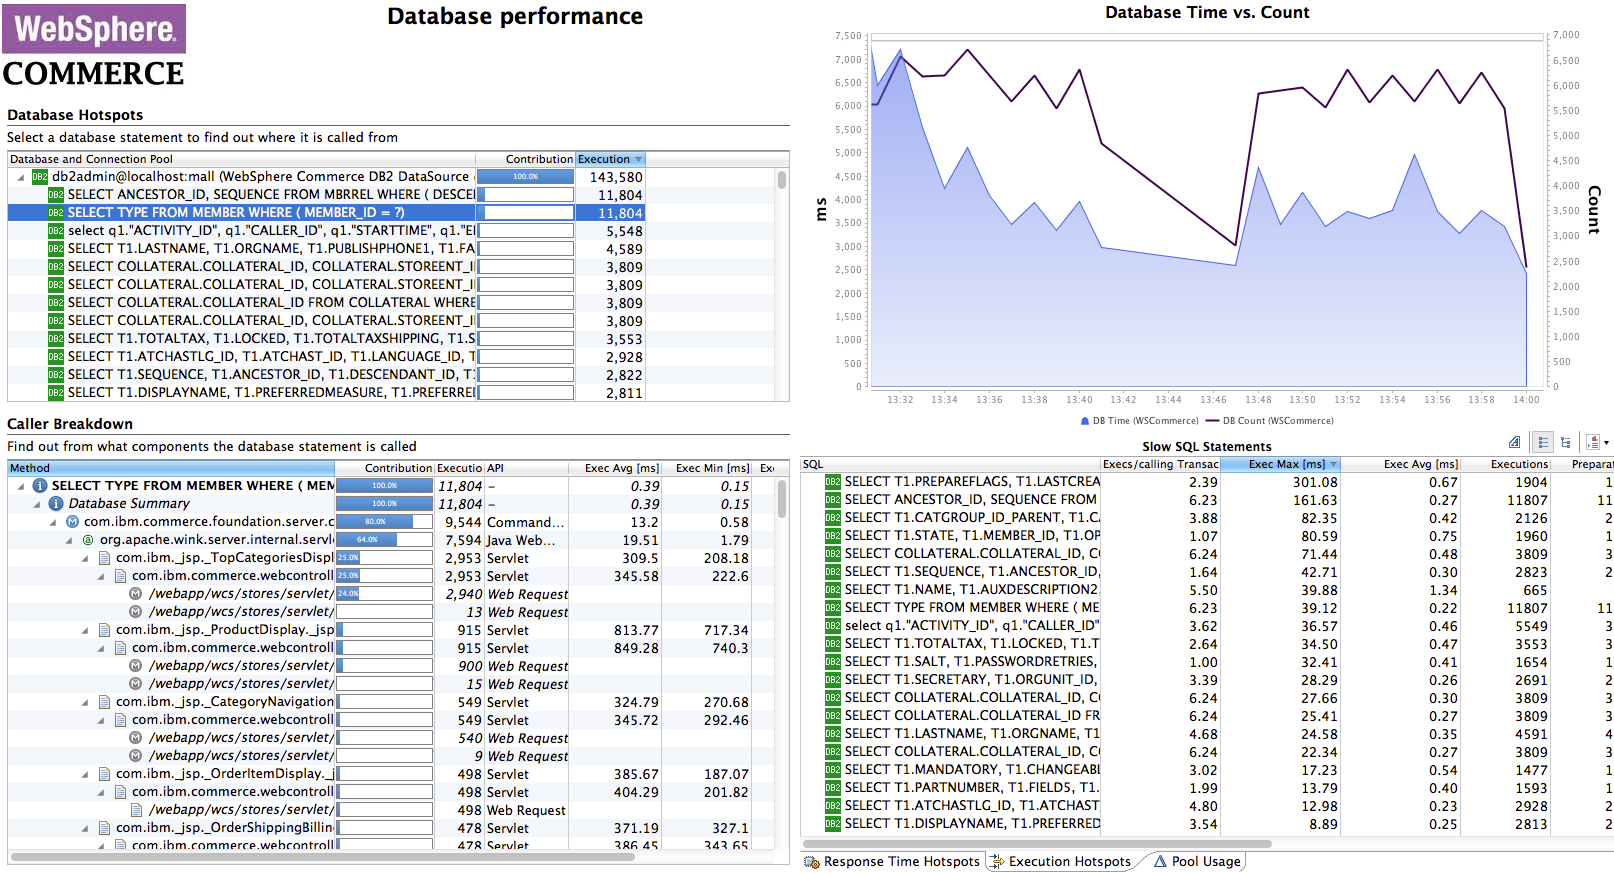 WebSphere.
COMMERCE
Database performance
Database Hotspots
Select a database statement to find out where it is called from
Database and Connection Pool Contribution Execution
DB2 db2admin@localhost:mall (WebSphere Commerce DB2 DataSource 100.0% 143,580
DB2 SELECT ANCESTOR_ID, SEQUENCE FROM MBRREL WHERE ( DESCE 11,804
DB2 SELECT TYPE FROM MEMBER WHERE ( MEMBER_ID = ?) 11,804
DB2 select q1."ACTIVITY_ID", q1."CALLER_ID", q1."STARTTIME", q1."E 5,548
DB2 SELECT T1.LASTNAME, T1.ORGNAME, T1.PUBLISHPHONE1, T1.FA 4,589
DB2 SELECT COLLATERAL.COLLATERAL_ID, COLLATERAL.STOREENT_I 3,809
DB2 SELECT COLLATERAL.COLLATERAL_ID, COLLATERAL.STOREENT_I 3,809
DB2 SELECT COLLATERAL.COLLATERAL_ID FROM COLLATERAL WHERE 3,809
DB2 SELECT COLLATERAL.COLLATERAL_ID, COLLATERAL.STOREENT_I 3,809
DB2 SELECT T1.TOTALTAX, T1.LOCKED, T1.TOTALTAXSHIPPING, T1.S 3,553
DB2 SELECT T1.ATCHASTLG_ID, T1.ATCHAST_ID, T1.LANGUAGE_ID, T 2,928
DB2 SELECT T1.SEQUENCE, T1.ANCESTOR_ID, T1.DESCENDANT_ID, T 2,822
DB2 SELECT T1.DISPLAYNAME, T1.PREFERREDMEASURE, T1.PREFERREI 2,811
Caller Breakdown
Find out from what components the database statement is called
Method Contribution Executio API Exec Avg [ms] Exec Min [ms] Ex
SELECT TYPE FROM MEMBER WHERE ( MEM 100.0% 11,804 – 0.39 0.15
Database Summary 100.0% 11,804 – 0.39 0.15
com.ibm.commerce.foundation.server.c 80.0% 9,544 Command... 13.2 0.58
org.apache.wink.server.internal.servl 64.0% 7,594 Java Web... 19.51 1.79
com.ibm._jsp._TopCategoriesDispl 25.0% 2,953 Servlet 309.5 208.18
com.ibm.commerce.webcontroll 25.0% 2,953 Servlet 345.58 222.6
/webapp/wcs/stores/servlet/ 24.0% 2,940 Web Request
/webapp/wcs/stores/servlet/ 13 Web Request
com.ibm._jsp._ProductDisplay._jsp 915 Servlet 813.77 717.34
com.ibm.commerce.webcontroll 915 Servlet 849.28 740.3
/webapp/wcs/stores/servlet/ 900 Web Request
/webapp/wcs/stores/servlet/ 15 Web Request
com.ibm._jsp._CategoryNavigation 549 Servlet 324.79 270.68
com.ibm.commerce.webcontroll 549 Servlet 345.72 292.46
/webapp/wcs/stores/servlet/ 540 Web Request
/webapp/wcs/stores/servlet/ 9 Web Request
com.ibm._jsp._OrderItemDisplay._j 498 Servlet 385.67 187.07
com.ibm.commerce.webcontroll 498 Servlet 404.29 201.82
/webapp/wcs/stores/servlet/ 498 Web Request
com.ibm._jsp._OrderShippingBillin 478 Servlet 371.19 327.1
com.ibm.commerce.webcontroll 478 Servlet 386.45 343.65
Database Time vs. Count
7,500
7,000
6,500
6,000
5,500
5,000
4,500
4,000
3,500
3,000
2,500
2,000
1,500
1,000
500
0
ms
7,000
6,500
6,000
5,500
5,000
4,500
4,000
3,500
3,000
2,500
2,000
1,500
1,000
500
0
Count
13:32 13:34 13:36 13:38 13:40 13:42 13:44 13:46 13:48 13:50 13:52 13:54 13:56 13:58 14:00
DB Time (WSCommerce) DB Count (WSCommerce)
Slow SQL Statements
SQL Execs/calling Transac Exec Max [ms] Exec Avg [ms] Executions Preparat
DB2 SELECT T1.PREPAREFLAGS, T1.LASTCREA 2.39 301.08 0.67 1904 1
DB2 SELECT ANCESTOR_ID, SEQUENCE FROM 6.23 161.63 0.27 11807 11
DB2 SELECT T1.CATGROUP_ID_PARENT, T1.CA 3.88 82.35 0.42 2126 2
DB2 SELECT T1.STATE, T1.MEMBER_ID, T1.OP 1.07 80.59 0.75 1960 1
DB2 SELECT COLLATERAL.COLLATERAL_ID, C 6.24 71.44 0.48 3809 3
DB2 SELECT T1.SEQUENCE, T1.ANCESTOR_ID, 1.64 42.71 0.30 2823 2
DB2 SELECT T1.NAME, T1.AUXDESCRIPTION2, 5.50 39.88 1.34 665
DB2 SELECT TYPE FROM MEMBER WHERE ( ME 6.23 39.12 0.22 11807 11
DB2 select q1."ACTIVITY_ID", q1."CALLER_ID" 3.62 36.57 0.46 5549 3
DB2 SELECT T1.TOTALTAX, T1.LOCKED, T1.T 2.64 34.50 0.47 3553 3
DB2 SELECT T1.SALT, T1.PASSWORDRETRIES, 1.00 32.41 0.41 1654 1
DB2 SELECT T1.SECRETARY, T1.ORGUNIT_ID, 3.39 28.29 0.26 2691 2
DB2 SELECT COLLATERAL.COLLATERAL_ID, C 6.24 27.66 0.30 3809 3
DB2 SELECT COLLATERAL.COLLATERAL_ID FR 6.24 25.41 0.27 3809 3
DB2 SELECT T1.LASTNAME, T1.ORGNAME, T1 4.68 24.58 0.35 4591 4
DB2 SELECT COLLATERAL.COLLATERAL_ID, C 6.24 22.34 0.27 3809 3
DB2 SELECT T1.MANDATORY, T1.CHANGEABL 3.02 17.23 0.54 1477 1
DB2 SELECT T1.PARTNUMBER, T1.FIELD5, T1. 1.99 13.79 0.40 1593 1
DB2 SELECT T1.ATCHASTLG_ID, T1.ATCHAST 4.80 12.98 0.23 2928 2
DB2 SELECT T1.DISPLAYNAME, T1.PREFERRED 3.54 8.89 0.25 2813 2
Response Time Hotspots Execution Hotspots Pool Usage